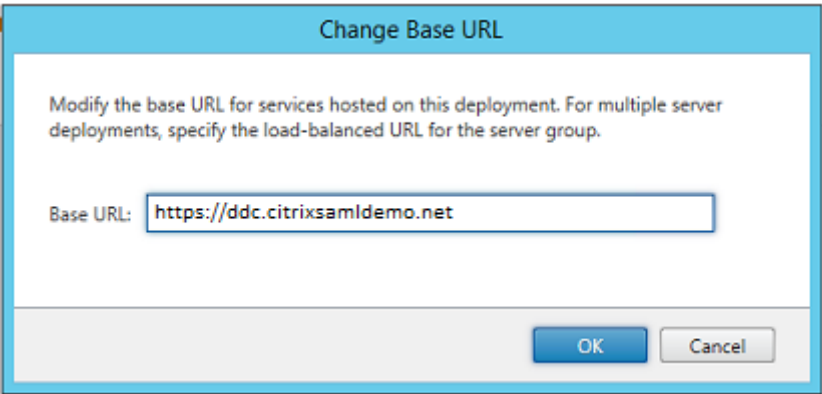 Change Base URL
Modify the base URL for services hosted on this deployment. For multiple server
deployments, specify the load-balanced URL for the server group.
Base URL: https://ddc.citrixsamldemo.net
OK Cancel